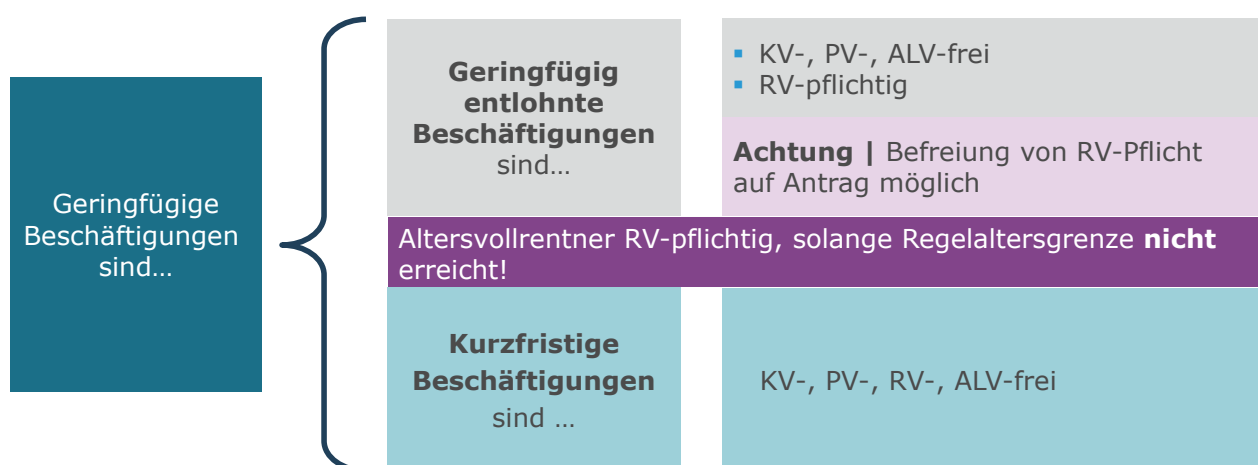 Geringfügige
Beschäftigungen
sind…
Geringfügig
entlohnte
Beschäftigungen
sind…
▪ KV-, PV-, ALV-frei
▪ RV-pflichtig
Achtung | Befreiung von RV-Pflicht
auf Antrag möglich
Altersvollrentner RV-pflichtig, solange Regelaltersgrenze nicht
erreicht!
Kurzfristige
Beschäftigungen
sind …
KV-, PV-, RV-, ALV-frei